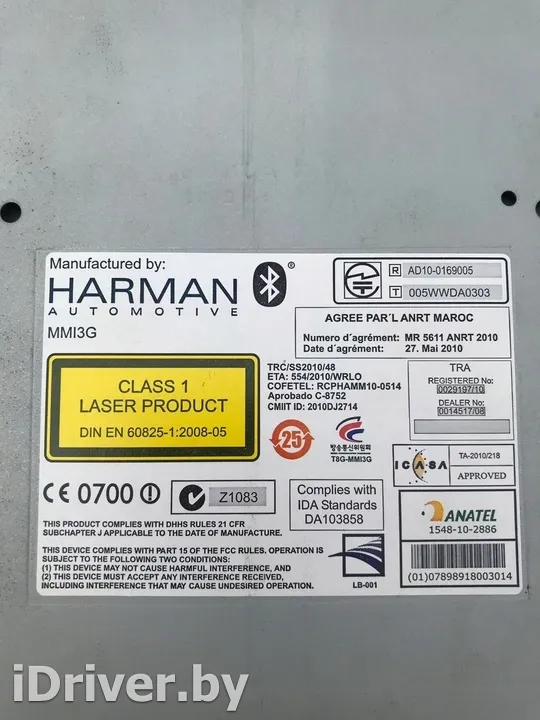 Manufactured by:
HARMAN
AUTOMOTIVE
MMI3G
R AD10-0169005
T 005WWDA0303
AGREE PAR'L ANRT MAROC
Numero d'agrément: MR 5611 ANRT 2010
Date d'agrément: 27. Mai 2010
CLASS 1
LASER PRODUCT
DIN EN 60825-1:2008-05
TRC/SS2010/48
ETA: 554/2010/WRLO
COFETEL: RCPHAMM10-0514
Aprobado C-8752
CMIIT ID: 2010DJ2714
TRA
REGISTERED No:
0029197/10
DEALER No:
0014517/08
25
방송통신위원회
T8G-MMI3G
ICASA
TA-2010/218
APPROVED
CE 0700
N
Z1083
Complies with
IDA Standards
DA103858
ANATEL
1548-10-2886
(01)07898918003014
THIS PRODUCT COMPLIES WITH DHHS RULES 21 CFR
SUBCHAPTER J APPLICABLE TO THE DATE OF MANUFACTURE.
THIS DEVICE COMPLIES WITH PART 15 OF THE FCC RULES. OPERATION IS
SUBJECT TO THE FOLLOWING TWO CONDITIONS:
(1) THIS DEVICE MAY NOT CAUSE HARMFUL INTERFERENCE, AND
(2) THIS DEVICE MUST ACCEPT ANY INTERFERENCE RECEIVED,
INCLUDING INTERFERENCE THAT MAY CAUSE UNDESIRED OPERATION.
LB-001
iDriver.by